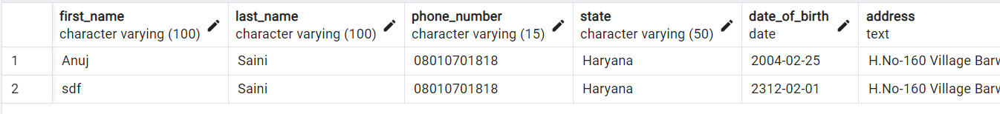 first_name last_name phone_number state date_of_birth address
character varying (100) character varying (100) character varying (15) character varying (50) date text
1 Anuj Saini 08010701818 Haryana 2004-02-25 H.No-160 Village
2 sdf Saini 08010701818 Haryana 2312-02-01 H.No-160 Village